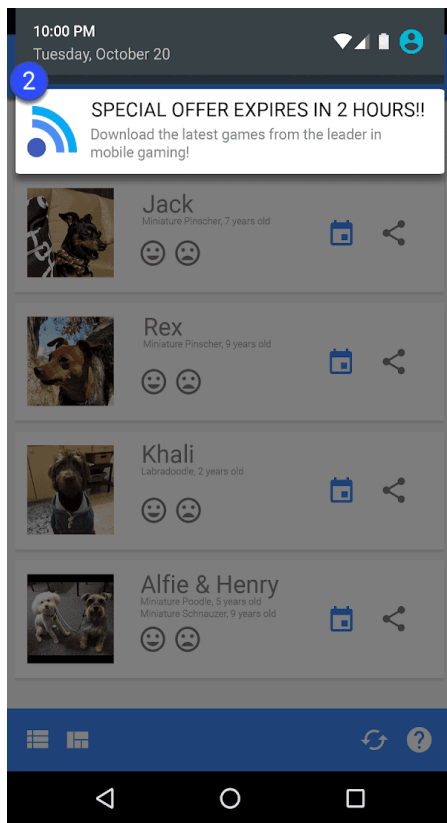 10:00 PM
Tuesday, October 20
2
SPECIAL OFFER EXPIRES IN 2 HOURS!!
Download the latest games from the leader in
mobile gaming!
Jack
Miniature Pinscher, 7 years old
Rex
Miniature Pinscher, 9 years old
Khali
Labradoodle, 2 years old
Alfie & Henry
Miniature Poodle, 5 years old
Miniature Schnauzer, 9 years old
?